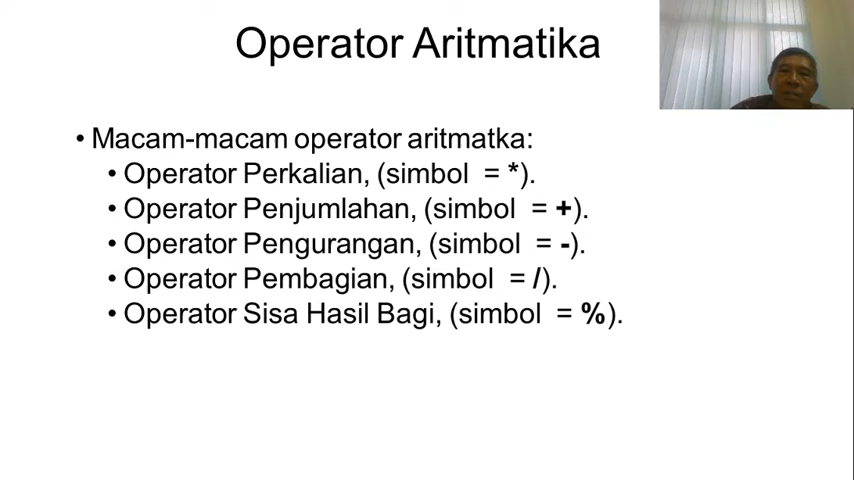 Operator Aritmatika
• Macam-macam operator aritmatka:
• Operator Perkalian, (simbol = *).
• Operator Penjumlahan, (simbol = +).
• Operator Pengurangan, (simbol = -).
• Operator Pembagian, (simbol = /).
• Operator Sisa Hasil Bagi, (simbol = %).